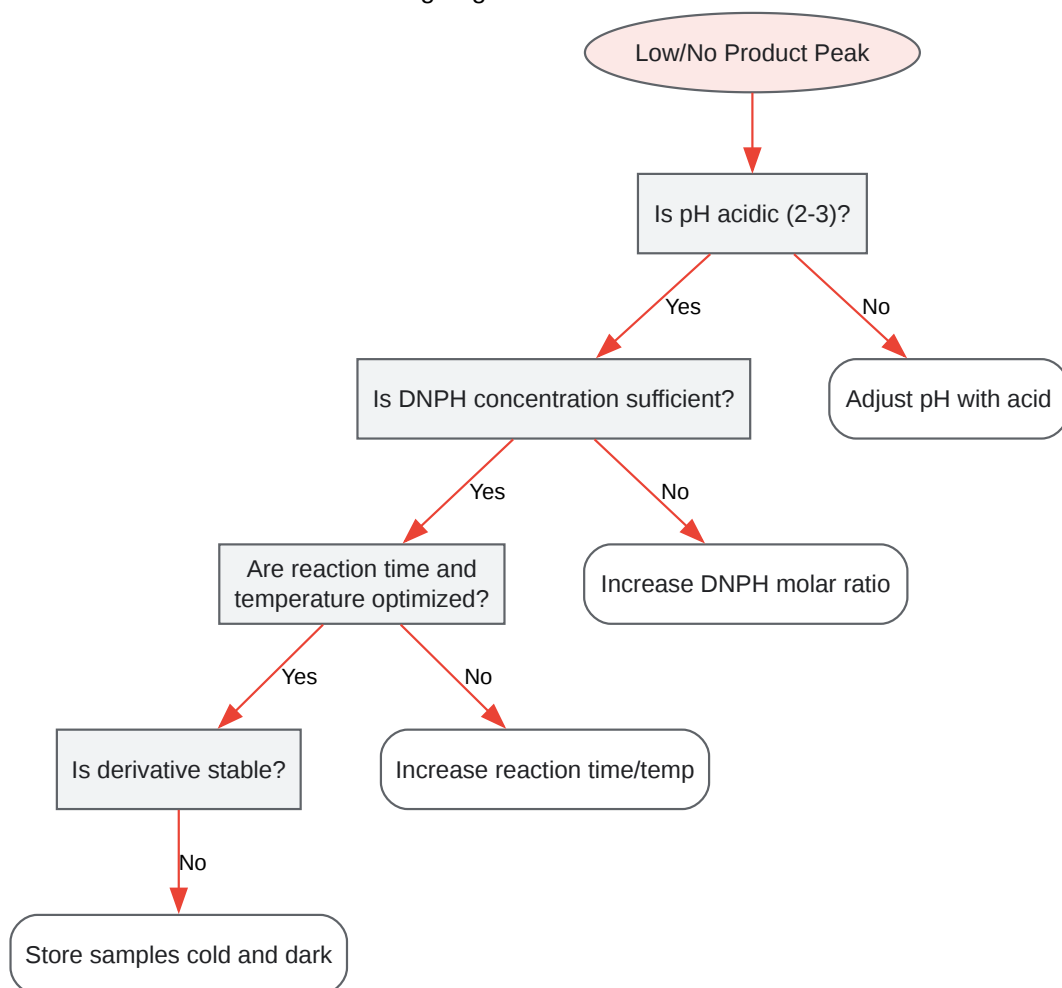 Low/No Product Peak
Is pH acidic (2-3)?
Yes
No
Is DNPH concentration sufficient?
Adjust pH with acid
Yes
No
Are reaction time and
temperature optimized?
Increase DNPH molar ratio
Yes
No
Is derivative stable?
Increase reaction time/temp
No
Store samples cold and dark